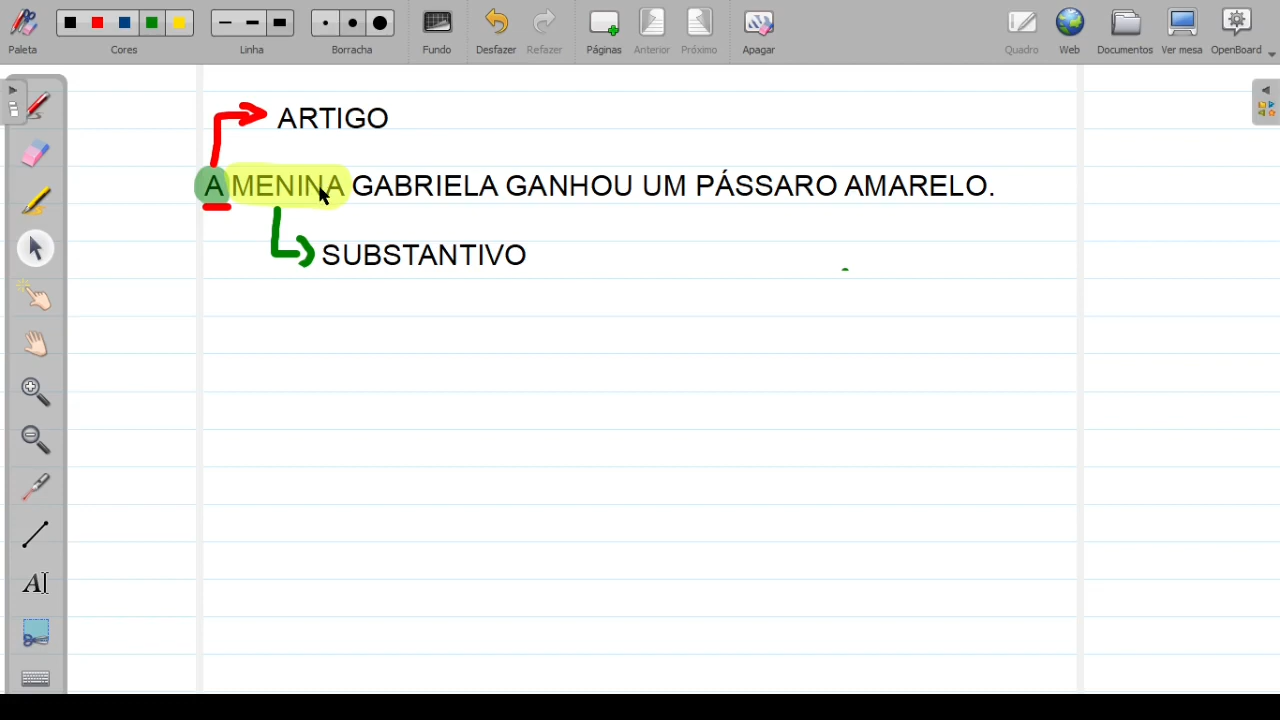 Paleta Cores Linha Borracha Fundo Desfazer Refazer Páginas Anterior Próximo Apagar Quadro Web Documentos Ver mesa OpenBoard
ARTIGO
A MENINA GABRIELA GANHOU UM PÁSSARO AMARELO.
SUBSTANTIVO